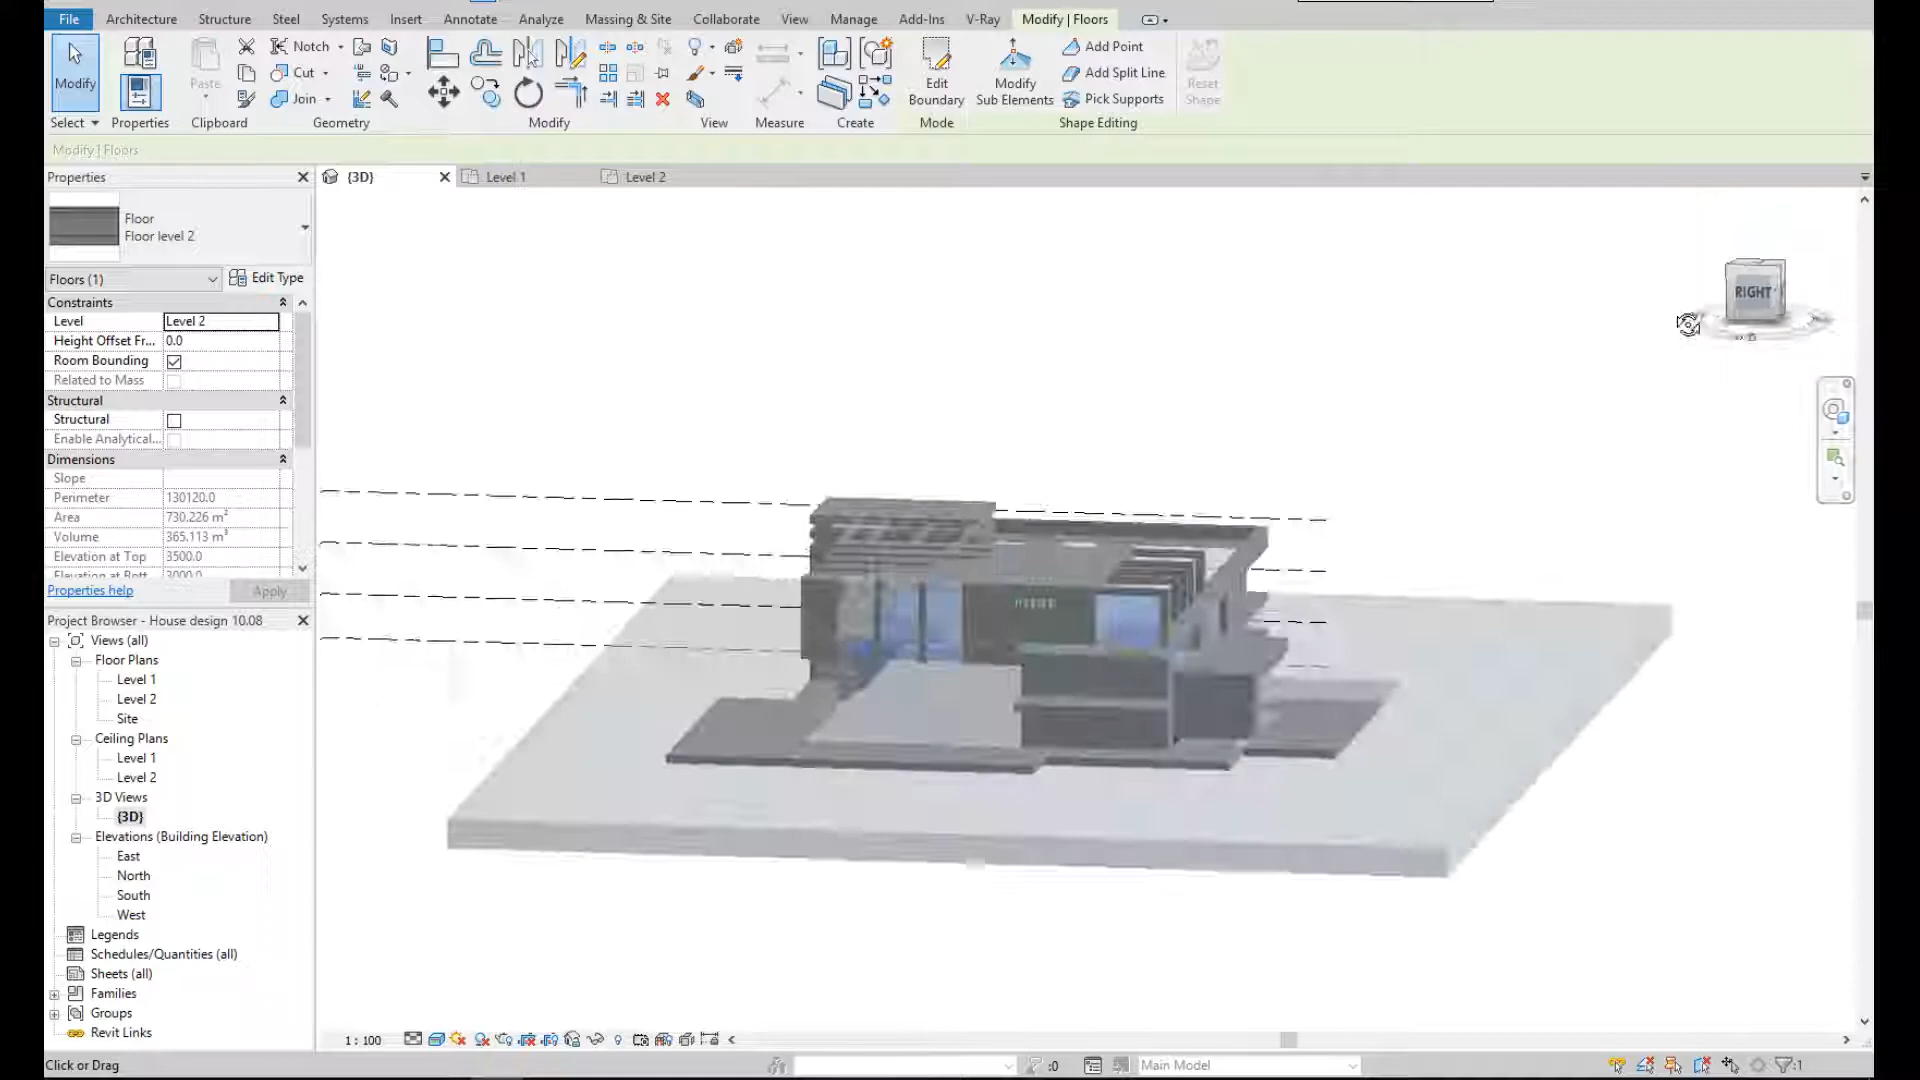 File Architecture Structure Steel Systems Insert Annotate Analyze Massing & Site Collaborate View Manage Add-Ins V-Ray Modify | Floors
Modify
Select
Properties
Paste
Clipboard
Notch
Cut
Join
Geometry
Modify
View
Measure
Create
Edit
Boundary
Mode
Modify
Sub Elements
Add Point
Add Split Line
Pick Supports
Shape Editing
Reset
Shape
Modify | Floors
Properties
{3D}
Level 1
Level 2
Floor
Floor level 2
Floors (1)
Edit Type
Constraints
Level Level 2
Height Offset Fr... 0.0
Room Bounding
Related to Mass
Structural
Structural
Enable Analytical...
Dimensions
Slope
Perimeter 130120.0
Area 730.226 m²
Volume 365.113 m³
Elevation at Top 3500.0
Elevation at Bott 3000.0
Properties help
Apply
RIGHT
Project Browser - House design 10.08
Views (all)
Floor Plans
Level 1
Level 2
Site
Ceiling Plans
Level 1
Level 2
3D Views
{3D}
Elevations (Building Elevation)
East
North
South
West
Legends
Schedules/Quantities (all)
Sheets (all)
Families
Groups
Revit Links
1 : 100
Click or Drag
:0
Main Model
:1